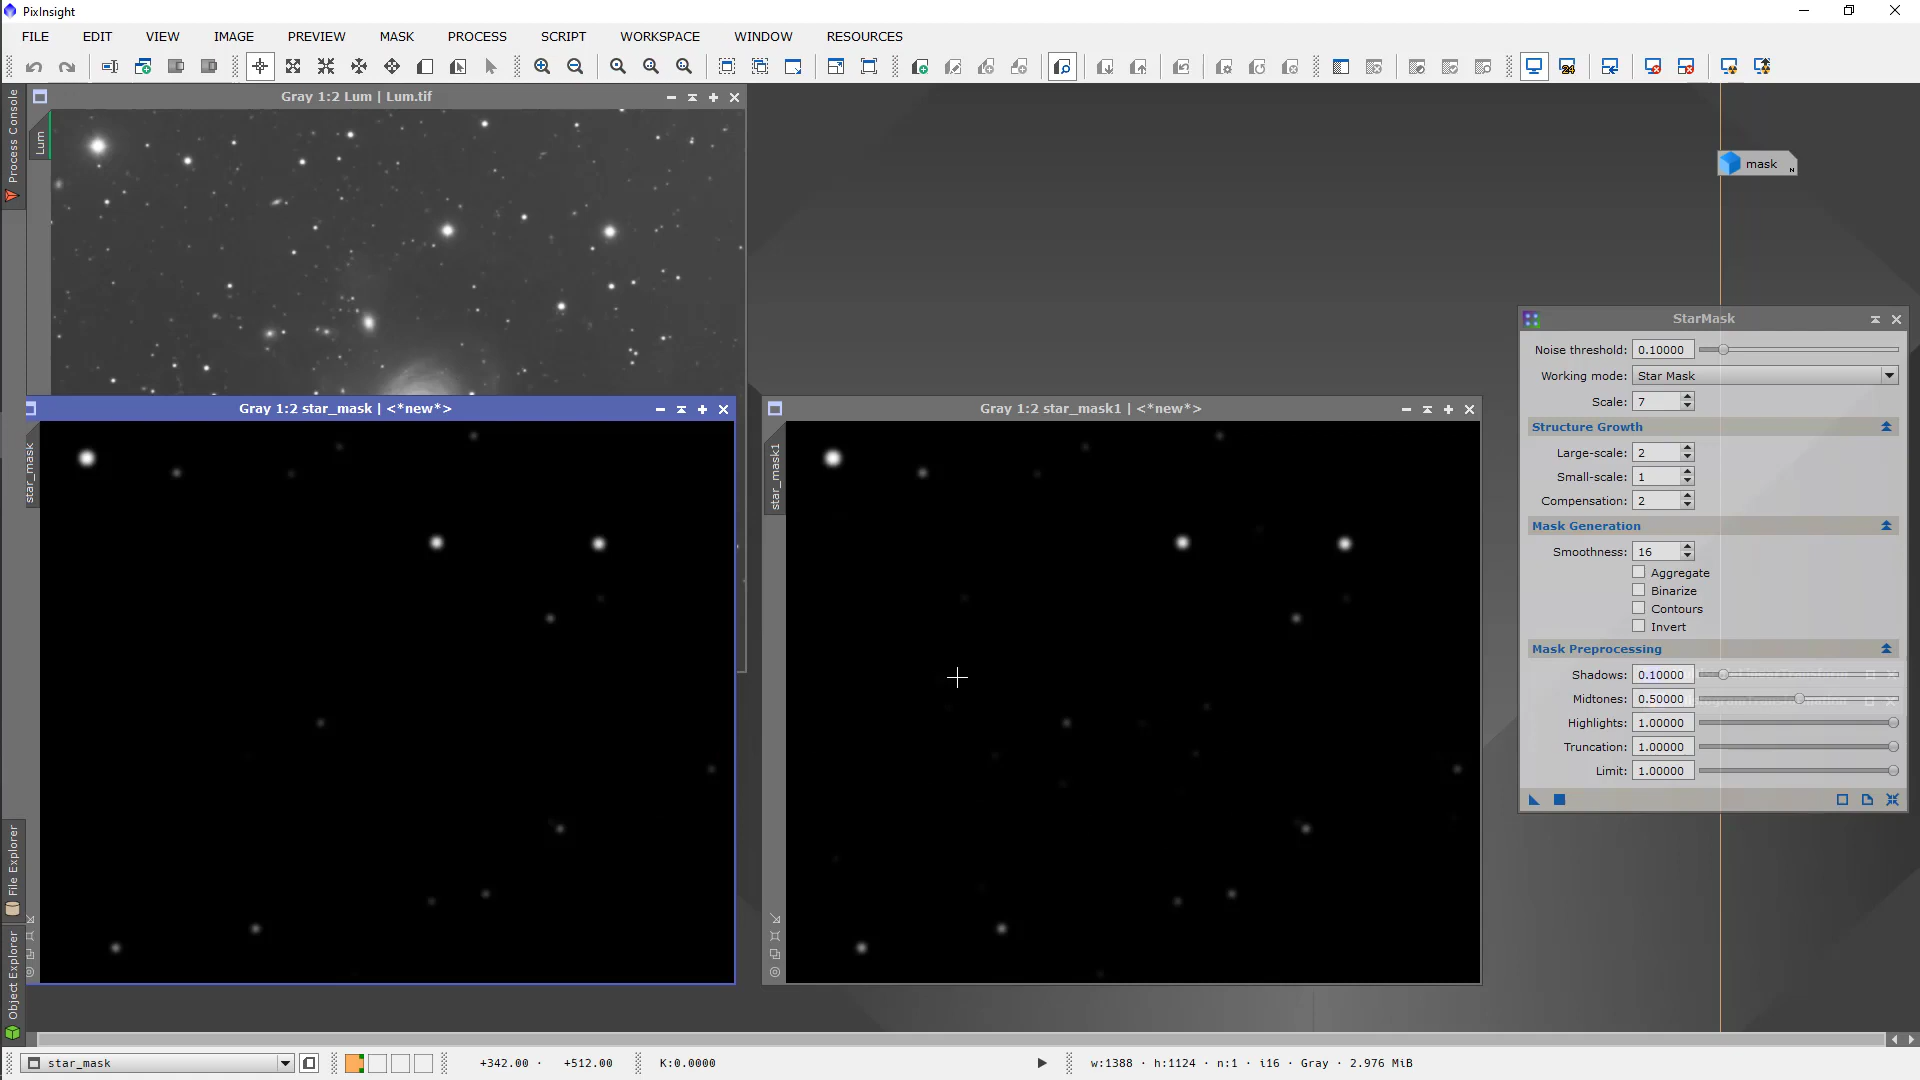 PixInsight
FILE EDIT VIEW IMAGE PREVIEW MASK PROCESS SCRIPT WORKSPACE WINDOW RESOURCES
24
Process Console
Gray 1:2 Lum | Lum.tif
Lum
mask
N
StarMask
Noise threshold: 0.10000
Working mode: Star Mask
Scale: 7
Structure Growth
Large-scale: 2
Small-scale: 1
Compensation: 2
Mask Generation
Smoothness: 16
Aggregate
Binarize
Contours
Invert
Mask Preprocessing
Shadows: 0.10000
Midtones: 0.50000
Highlights: 1.00000
Truncation: 1.00000
Limit: 1.00000
Gray 1:2 star_mask | <*new*>
star_mask
Gray 1:2 star_mask1 | <*new*>
star_mask1
File Explorer
Object Explorer
star_mask +342.00 · +512.00 K:0.0000 w:1388 · h:1124 · n:1 · i16 · Gray · 2.976 MiB